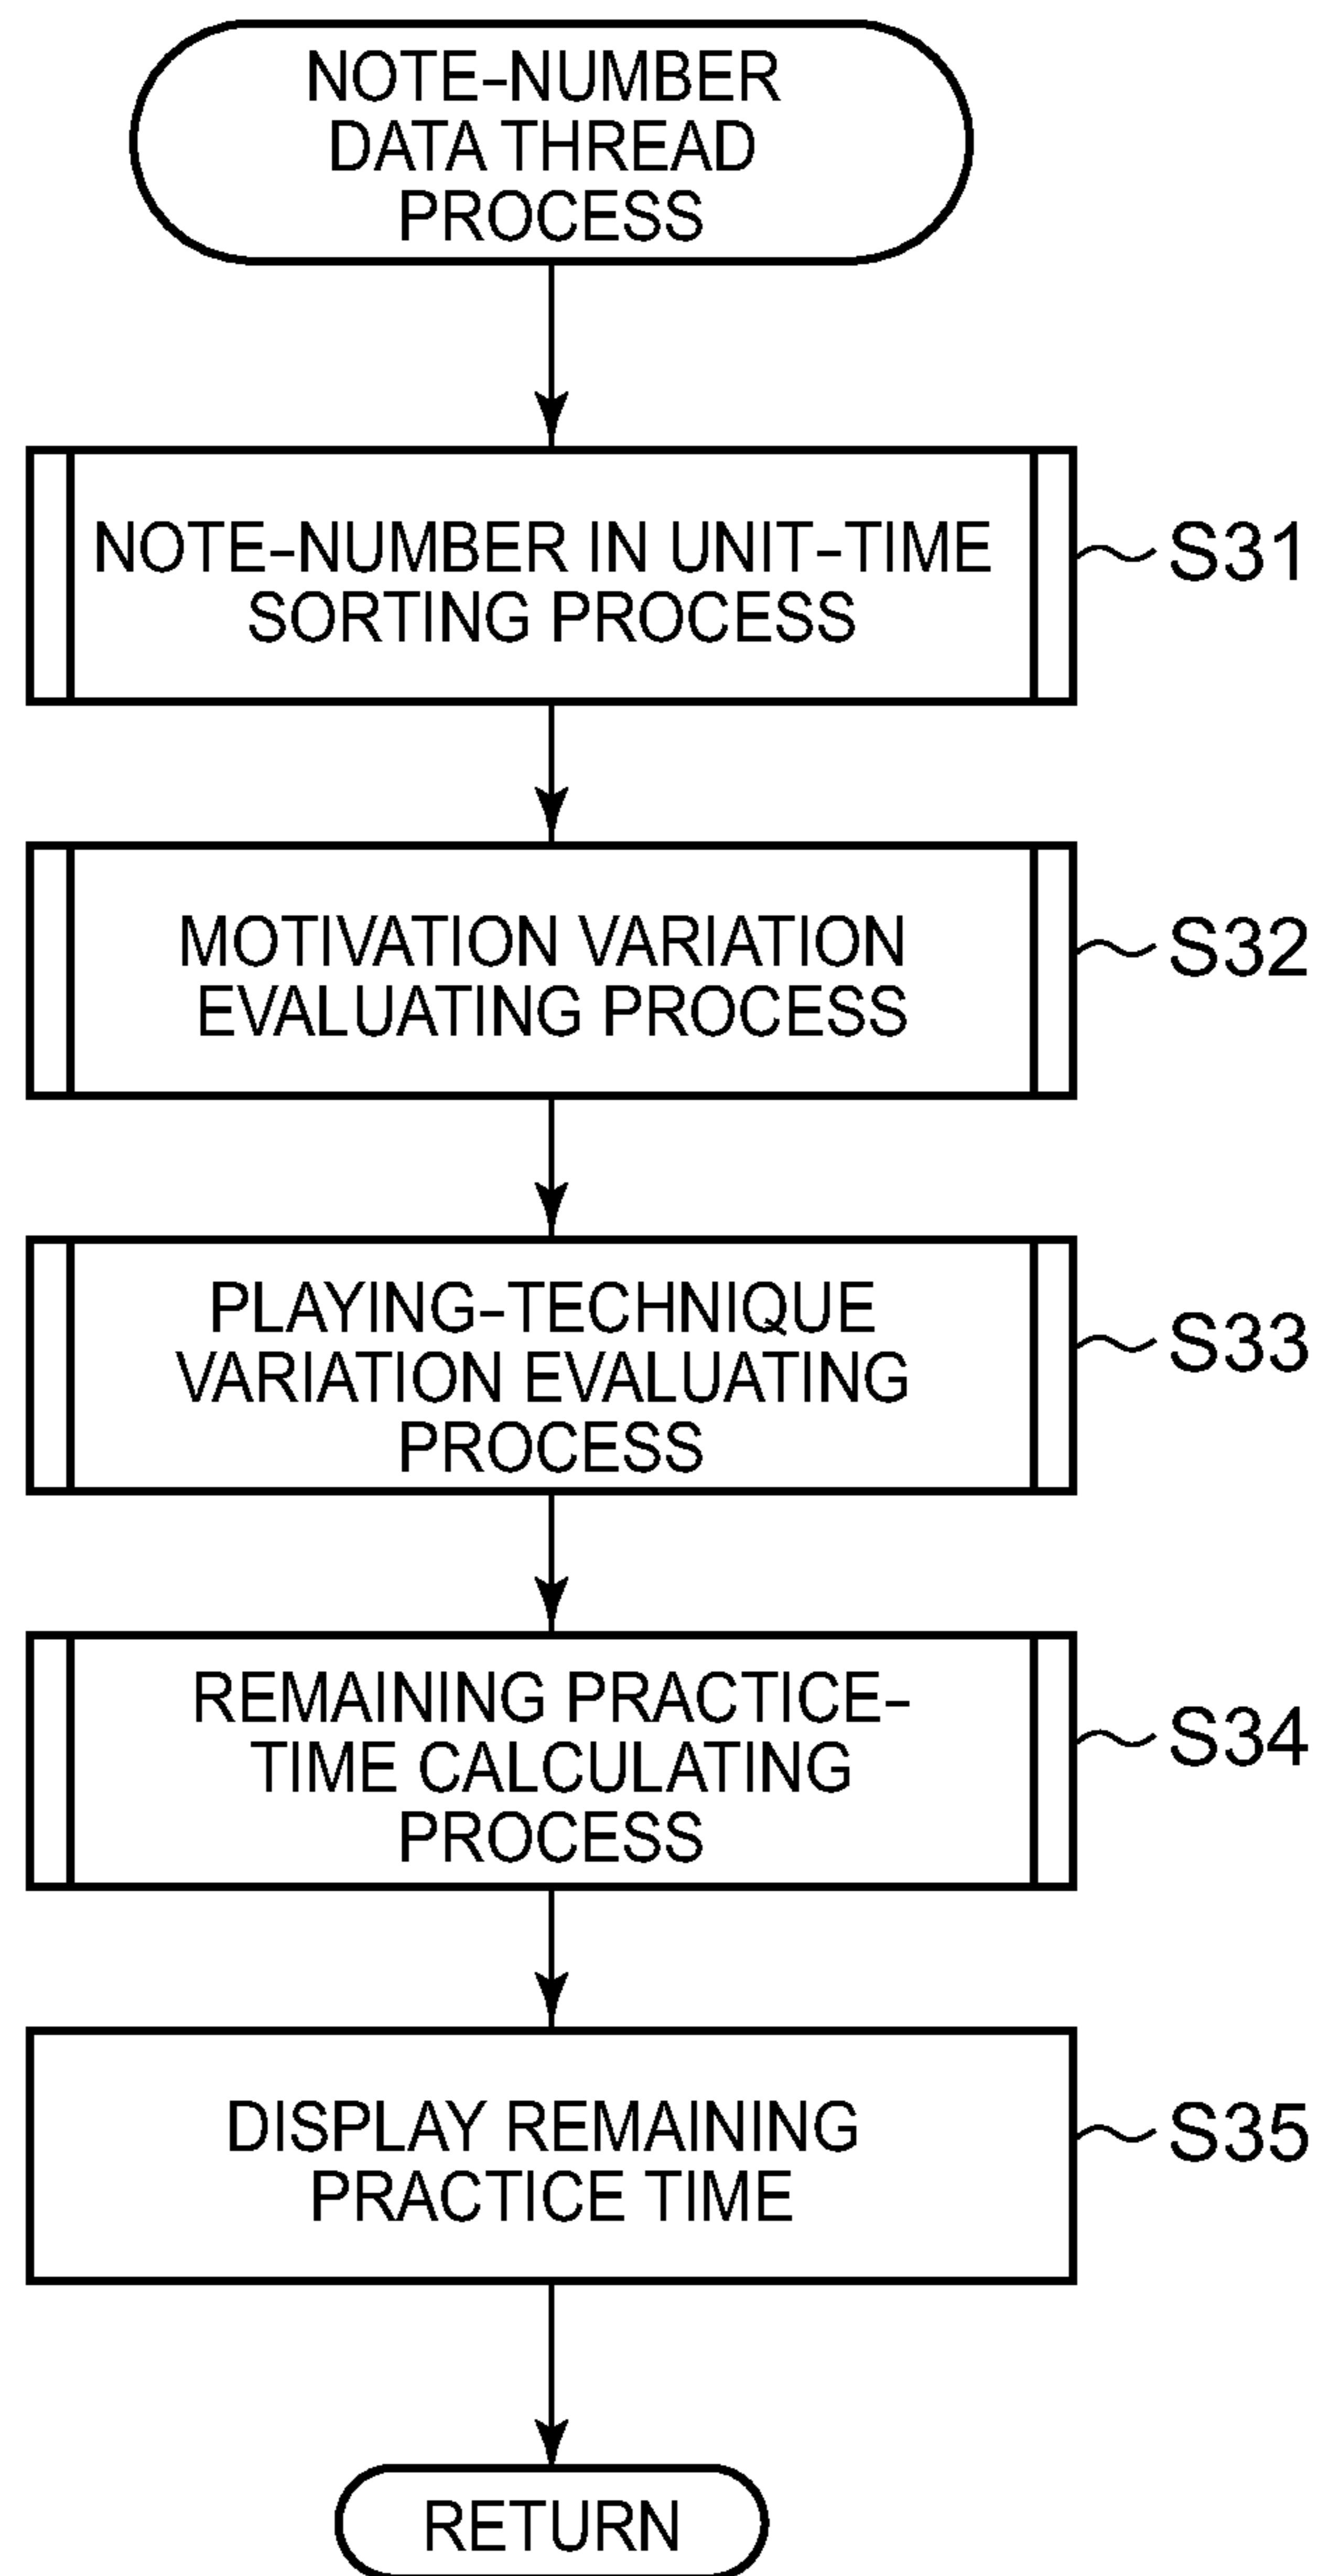 NOTE-NUMBER
DATA THREAD
PROCESS
NOTE-NUMBER IN UNIT-TIME
SORTING PROCESS
S31
MOTIVATION VARIATION
EVALUATING PROCESS
S32
PLAYING-TECHNIQUE
VARIATION EVALUATING
PROCESS
S33
REMAINING PRACTICE-
TIME CALCULATING
PROCESS
S34
DISPLAY REMAINING
PRACTICE TIME
S35
RETURN